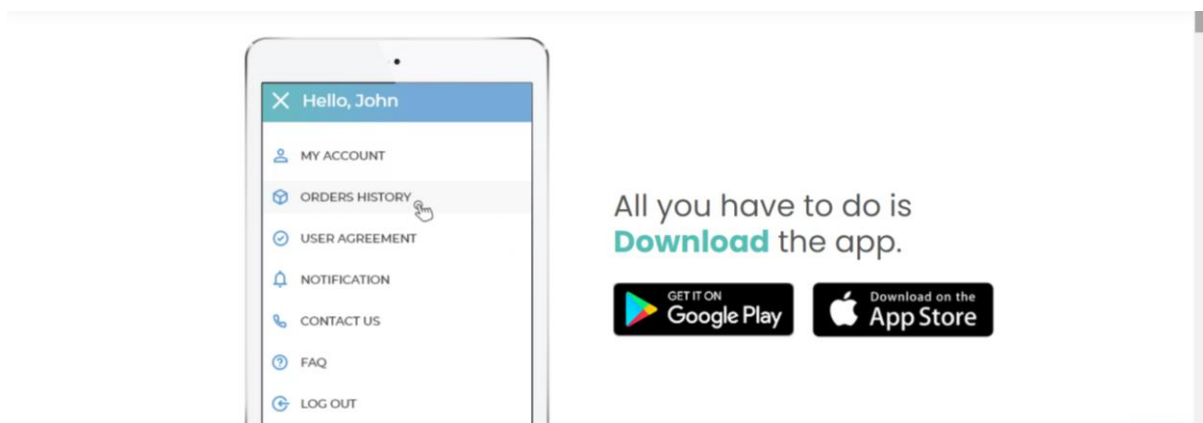 Hello, John
MY ACCOUNT
ORDERS HISTORY
USER AGREEMENT
NOTIFICATION
CONTACT US
FAQ
LOG OUT
All you have to do is
Download the app.
GET IT ON
Google Play
Download on the
App Store